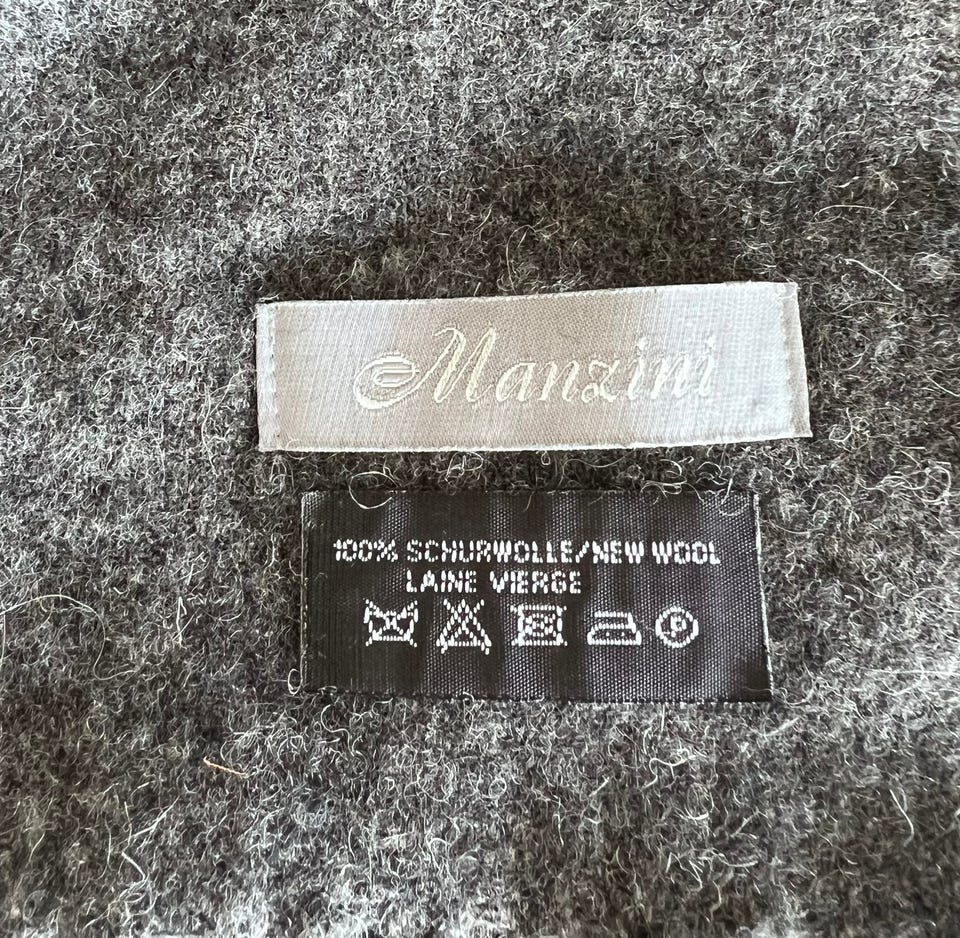 Manzini
100% SCHURWOLLE/NEW WOOL
LAINE VIERGE
P